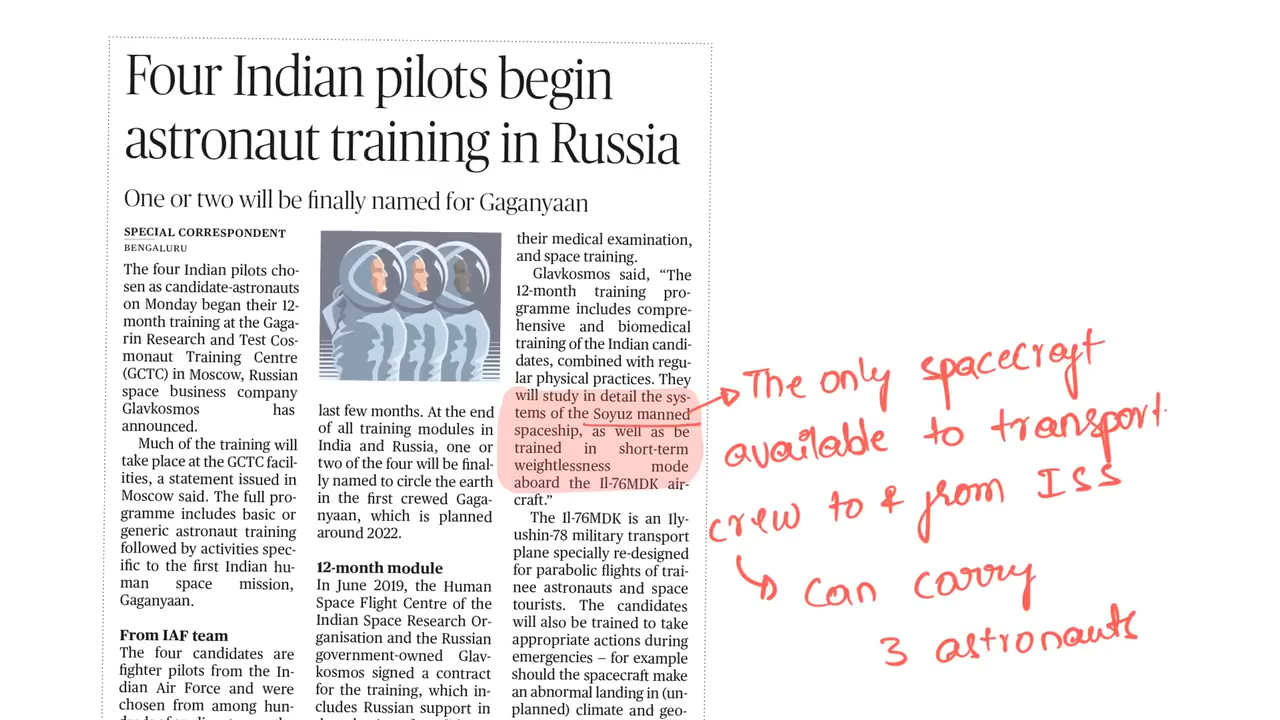 Four Indian pilots begin
astronaut training in Russia
One or two will be finally named for Gaganyaan
SPECIAL CORRESPONDENT
BENGALURU
The four Indian pilots cho-
sen as candidate-astronauts
on Monday began their 12-
month training at the Gaga-
rin Research and Test Cos-
monaut Training Centre
(GCTC) in Moscow, Russian
space business company
Glavkosmos has
announced.
Much of the training will
take place at the GCTC facil-
ities, a statement issued in
Moscow said. The full pro-
gramme includes basic or
generic astronaut training
followed by activities spec-
ific to the first Indian hu-
man space mission,
Gaganyaan.
From IAF team
The four candidates are
fighter pilots from the In-
dian Air Force and were
chosen from among hun-
last few months. At the end
of all training modules in
India and Russia, one or
two of the four will be final-
ly named to circle the earth
in the first crewed Gaga-
nyaan, which is planned
around 2022.
12-month module
In June 2019, the Human
Space Flight Centre of the
Indian Space Research Or-
ganisation and the Russian
government-owned Glav-
kosmos signed a contract
for the training, which in-
cludes Russian support in
their medical examination,
and space training.
Glavkosmos said, “The
12-month training pro-
gramme includes compre-
hensive and biomedical
training of the Indian candi-
dates, combined with regu-
lar physical practices. They
will study in detail the sys-
tems of the Soyuz manned
spaceship, as well as be
trained in short-term
weightlessness mode
aboard the Il-76MDK air-
craft.”
The Il-76MDK is an Ily-
ushin-78 military transport
plane specially re-designed
for parabolic flights of trai-
nee astronauts and space
tourists. The candidates
will also be trained to take
appropriate actions during
emergencies – for example
should the spacecraft make
an abnormal landing in (un-
planned) climate and geo-
The only spacecraft
available to transport
crew to & from ISS
can carry
3 astronauts